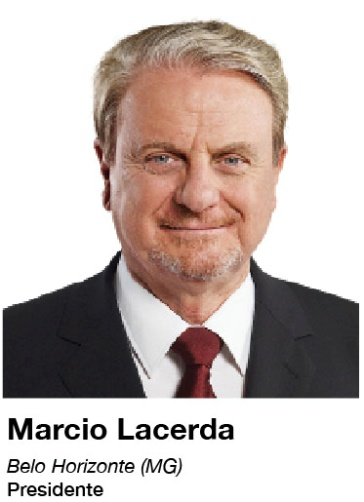 Marcio Lacerda
Belo Horizonte (MG)
Presidente